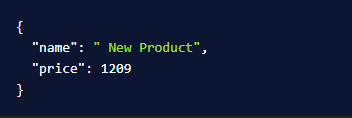 {
  "name": " New Product",
  "price": 1209
}